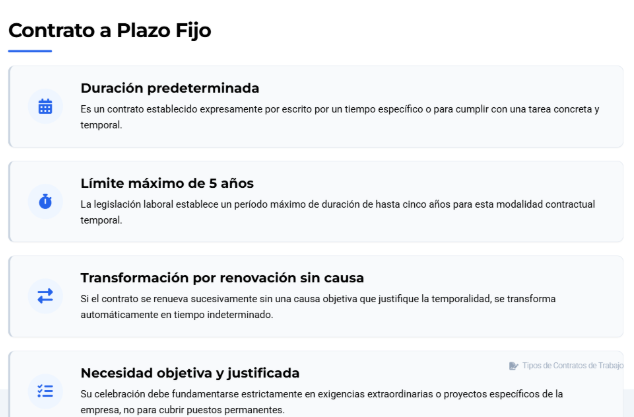 Contrato a Plazo Fijo
Duración predeterminada
Es un contrato establecido expresamente por escrito por un tiempo específico o para cumplir con una tarea concreta y
temporal.
Límite máximo de 5 años
La legislación laboral establece un período máximo de duración de hasta cinco años para esta modalidad contractual
temporal.
Transformación por renovación sin causa
Si el contrato se renueva sucesivamente sin una causa objetiva que justifique la temporalidad, se transforma
automáticamente en tiempo indeterminado.
Tipos de Contratos de Trabajo
Necesidad objetiva y justificada
Su celebración debe fundamentarse estrictamente en exigencias extraordinarias o proyectos específicos de la
empresa, no para cubrir puestos permanentes.